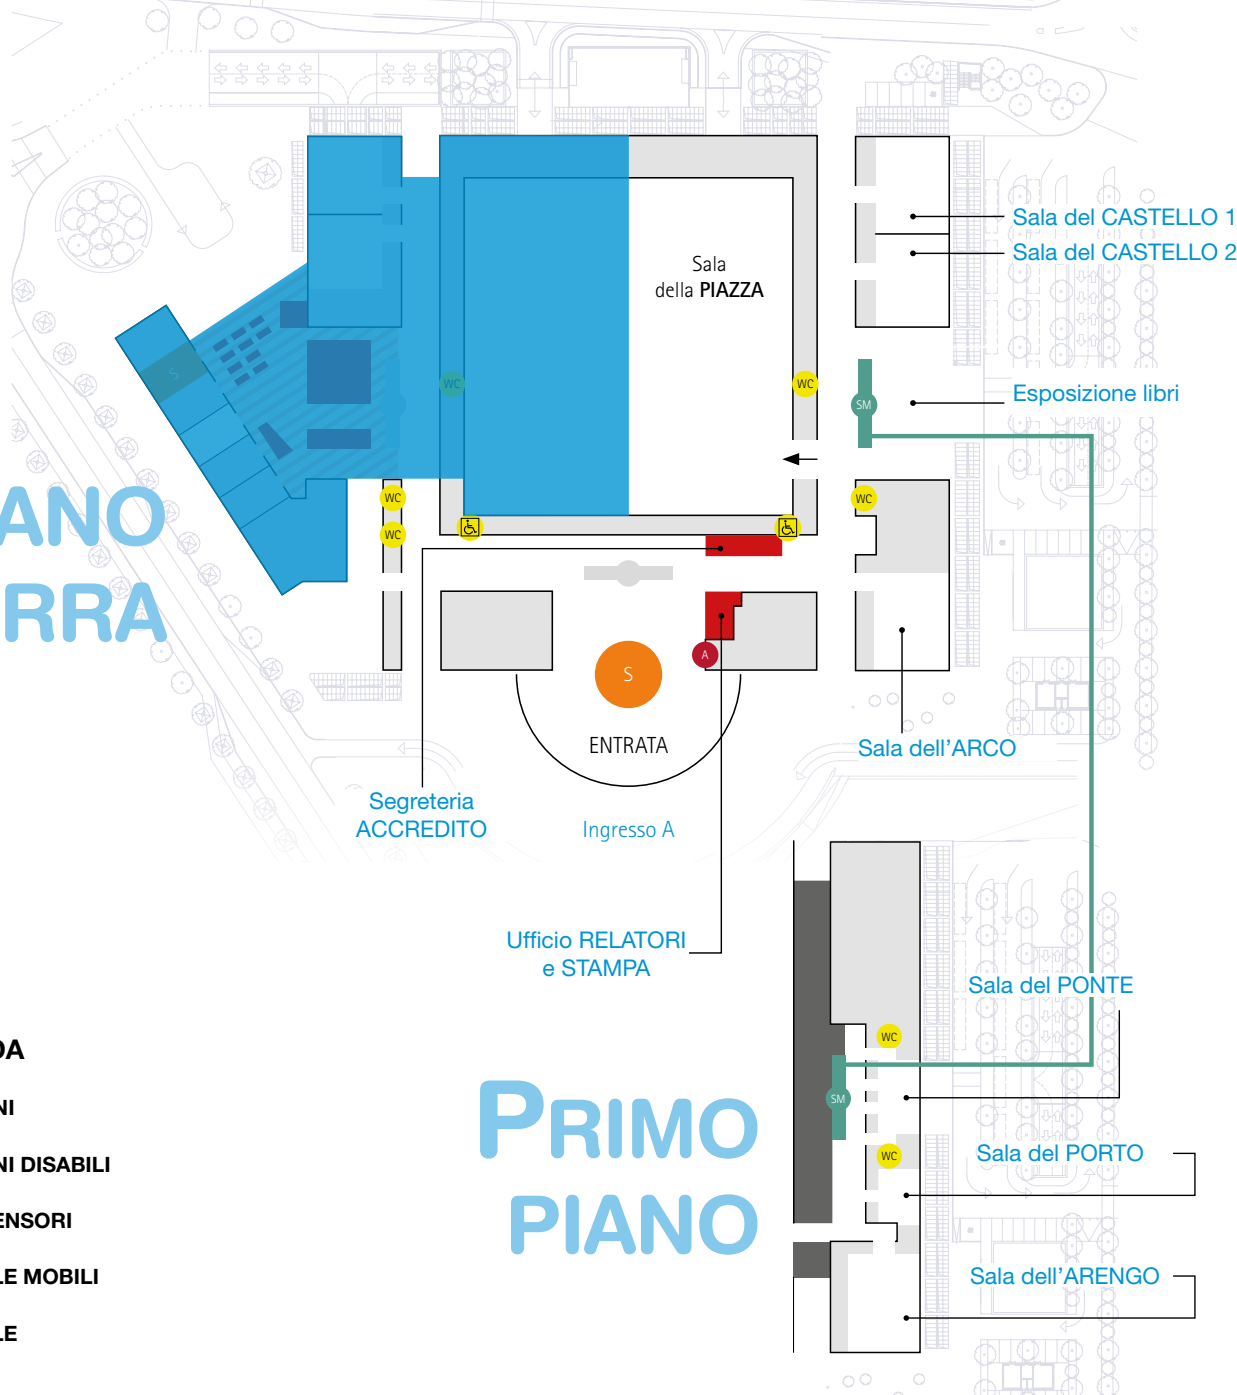 Sala del CASTELLO 1
Sala del CASTELLO 2
Sala
della PIAZZA
WC
WC
SM
Esposizione libri
S
WC
WC
WC
ANO
RRA
A
S
ENTRATA
Sala dell'ARCO
Segreteria
ACCREDITO
Ingresso A
Ufficio RELATORI
e STAMPA
Sala del PONTE
WC
DA
SM
NI
PRIMO
PIANO
WC
Sala del PORTO
NI DISABILI
ENSORI
LE MOBILI
Sala dell'ARENGO
LE